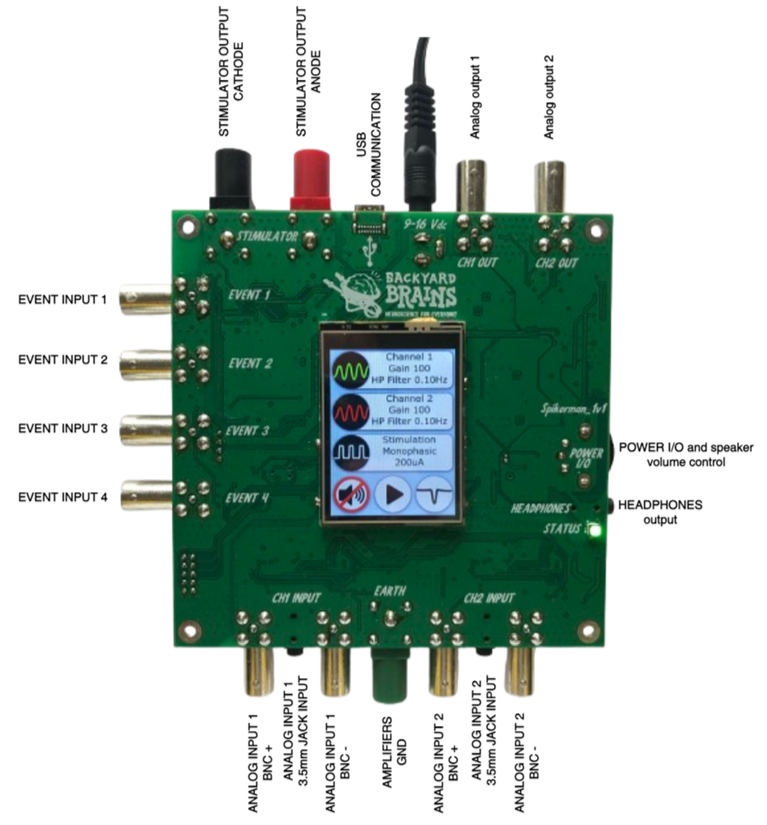 STIMULATOR OUTPUT
CATHODE
STIMULATOR OUTPUT
ANODE
USB
COMMUNICATION
Analog output 1
Analog output 2
STIMULATOR
9-16 Vdc
CH1 OUT
CH2 OUT
BACKYARD
BRAINS
NEUROSCIENCE FOR EVERYONE!
EVENT INPUT 1
EVENT 1
EVENT INPUT 2
EVENT 2
EVENT INPUT 3
EVENT 3
EVENT INPUT 4
EVENT 4
Channel 1
Gain 100
HP Filter 0.10Hz
Channel 2
Gain 100
HP Filter 0.10Hz
Stimulation
Monophasic
200uA
Spikerman_1v1
POWER
I/O
POWER I/O and speaker
volume control
HEADPHONES
HEADPHONES
output
STATUS
CH1 INPUT
EARTH
CH2 INPUT
ANALOG INPUT 1
BNC +
ANALOG INPUT 1
3.5mm JACK INPUT
ANALOG INPUT 1
BNC -
AMPLIFIERS
GND
ANALOG INPUT 2
BNC +
ANALOG INPUT 2
3.5mm JACK INPUT
ANALOG INPUT 2
BNC -